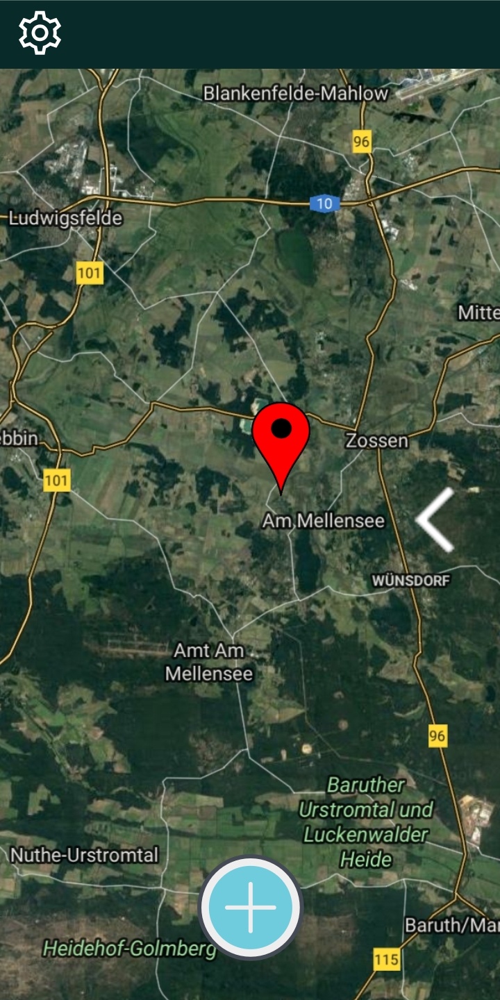 Blankenfelde-Mahlow
96
10
Ludwigsfelde
101
Mitte
ebbin
Zossen
101
Am Mellensee
WÜNSDORF
Amt Am
Mellensee
96
Baruther
Urstromtal und
Luckenwalder
Heide
Nuthe-Urstromtal
Baruth/Mar
Heidehof-Golmberg
115